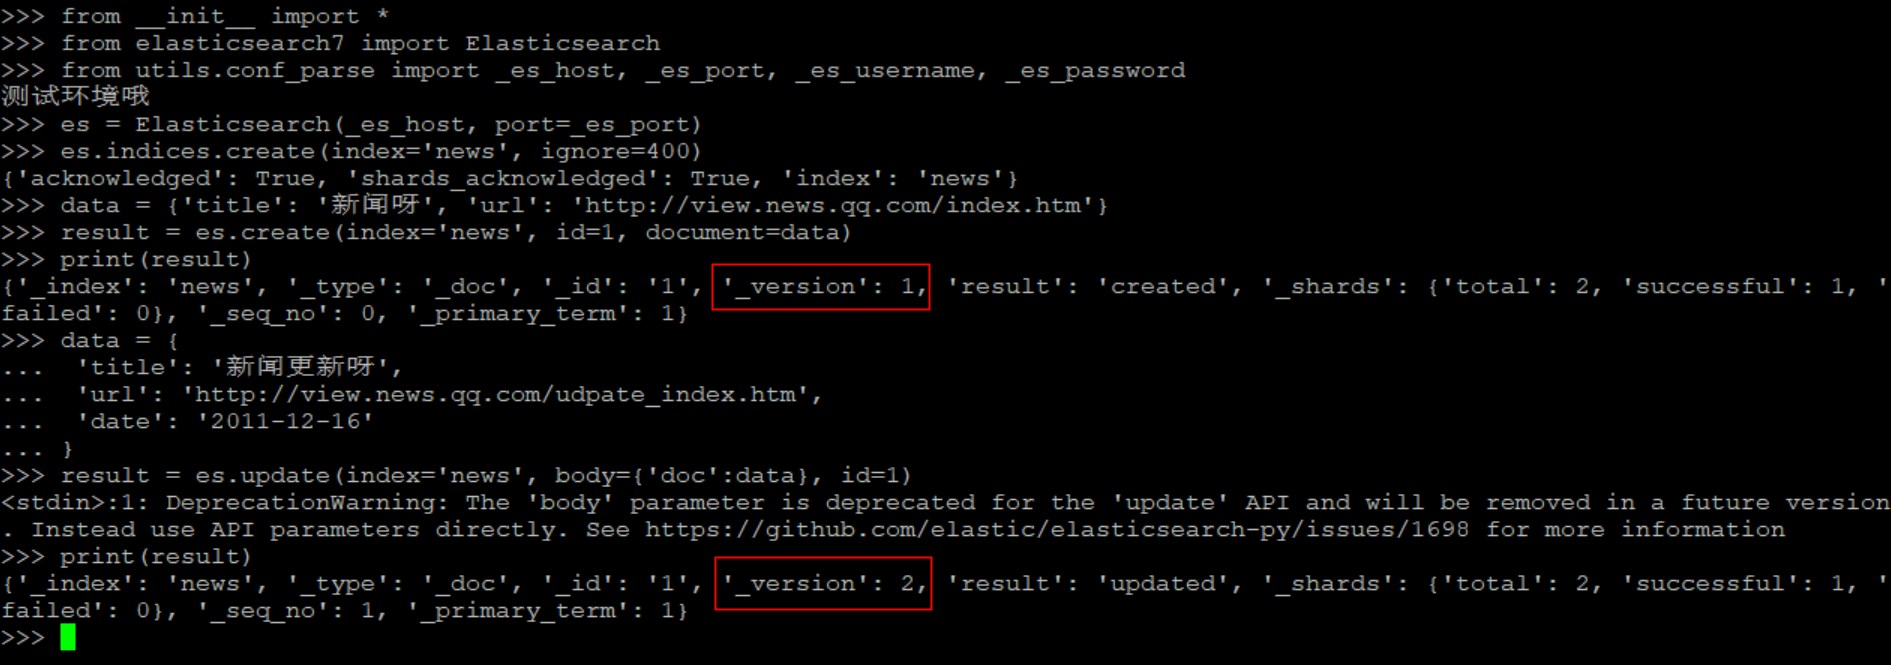 >>> from __init__ import *
>>> from elasticsearch7 import Elasticsearch
>>> from utils.conf_parse import _es_host, _es_port, _es_username, _es_password
测试环境哦
>>> es = Elasticsearch(_es_host, port=_es_port)
>>> es.indices.create(index='news', ignore=400)
{'acknowledged': True, 'shards_acknowledged': True, 'index': 'news'}
>>> data = {'title': '新闻呀', 'url': 'http://view.news.qq.com/index.htm'}
>>> result = es.create(index='news', id=1, document=data)
>>> print(result)
{'_index': 'news', '_type': '_doc', '_id': '1', '_version': 1, 'result': 'created', '_shards': {'total': 2, 'successful': 1, '
failed': 0}, '_seq_no': 0, '_primary_term': 1}
>>> data = {
...  'title': '新闻更新呀',
...  'url': 'http://view.news.qq.com/udpate_index.htm',
...  'date': '2011-12-16'
... }
>>> result = es.update(index='news', body={'doc':data}, id=1)
<stdin>:1: DeprecationWarning: The 'body' parameter is deprecated for the 'update' API and will be removed in a future version
. Instead use API parameters directly. See https://github.com/elastic/elasticsearch-py/issues/1698 for more information
>>> print(result)
{'_index': 'news', '_type': '_doc', '_id': '1', '_version': 2, 'result': 'updated', '_shards': {'total': 2, 'successful': 1, '
failed': 0}, '_seq_no': 1, '_primary_term': 1}
>>>